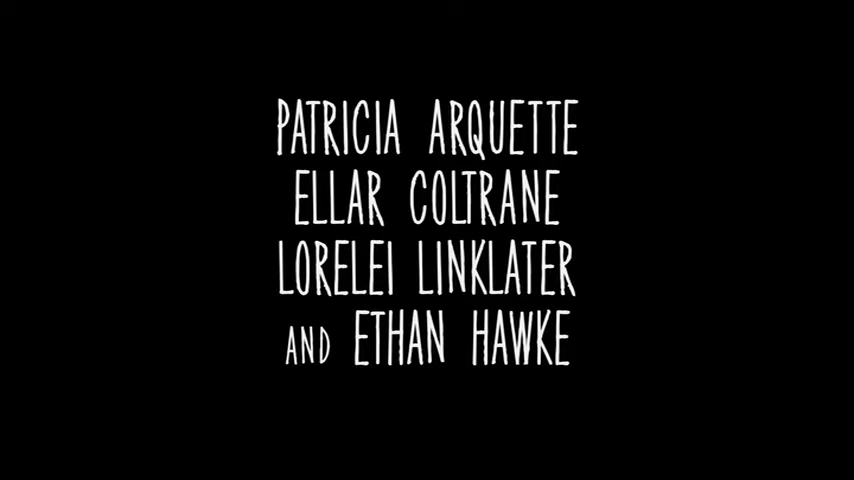 PATRICIA ARQUETTE
ELLAR COLTRANE
LORELEI LINKLATER
AND ETHAN HAWKE